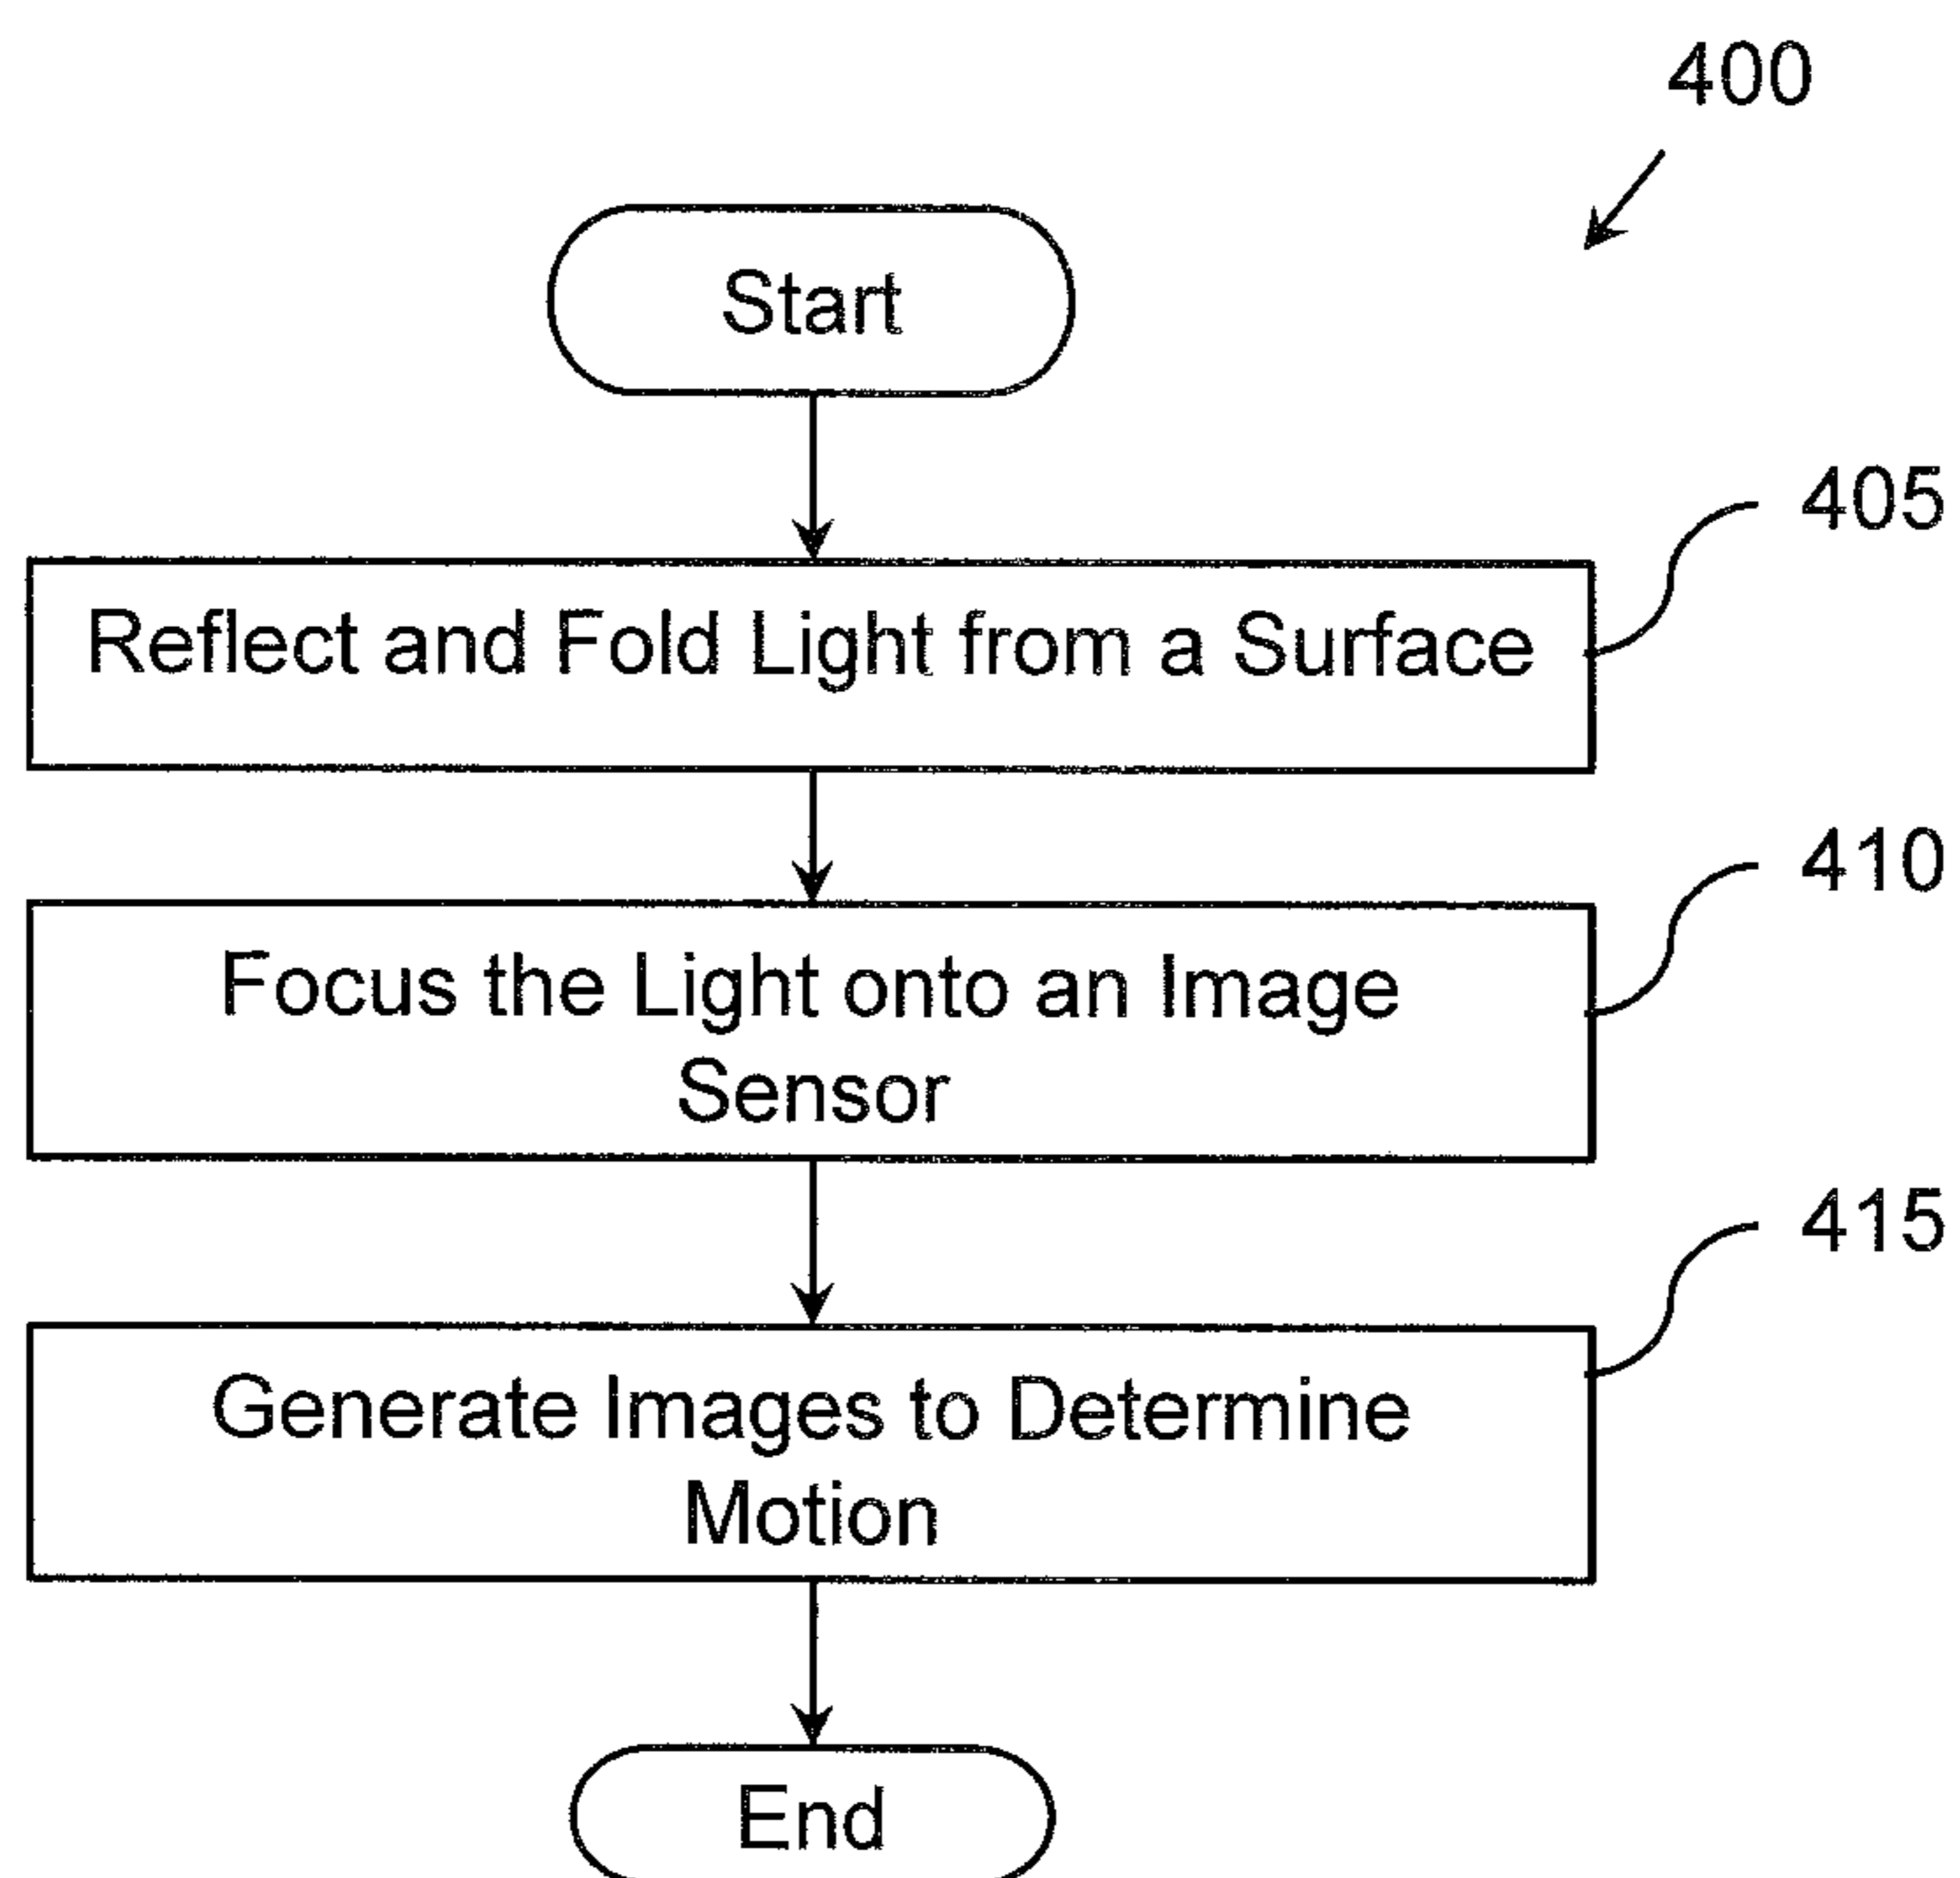 400
Start
405
Reflect and Fold Light from a Surface
410
Focus the Light onto an Image
Sensor
415
Generate Images to Determine
Motion
End